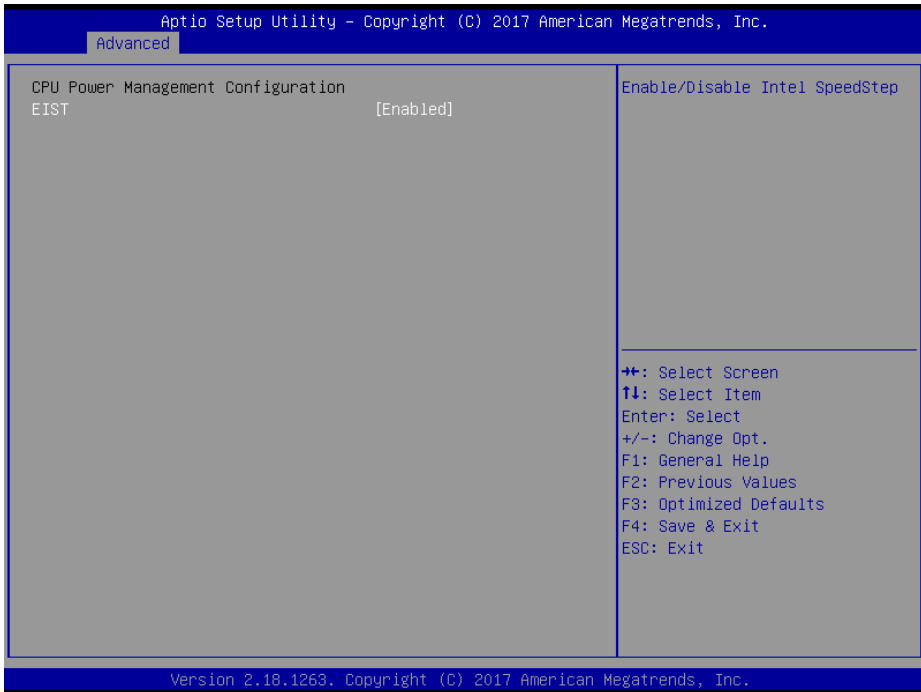 Aptio Setup Utility – Copyright (C) 2017 American Megatrends, Inc.
Advanced
CPU Power Management Configuration
EIST [Enabled]
Enable/Disable Intel SpeedStep
→←: Select Screen
↑↓: Select Item
Enter: Select
+/-: Change Opt.
F1: General Help
F2: Previous Values
F3: Optimized Defaults
F4: Save & Exit
ESC: Exit
Version 2.18.1263. Copyright (C) 2017 American Megatrends, Inc.